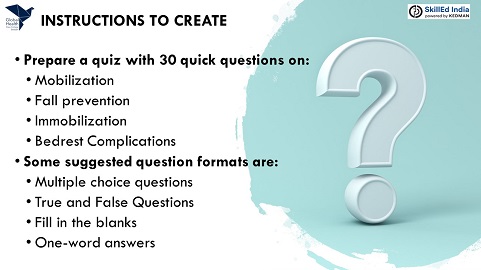 Global
Health
INSTRUCTIONS TO CREATE
SkillEd India
powered by KEDMAN
• Prepare a quiz with 30 quick questions on:
• Mobilization
• Fall prevention
• Immobilization
• Bedrest Complications
• Some suggested question formats are:
• Multiple choice questions
• True and False Questions
• Fill in the blanks
• One-word answers